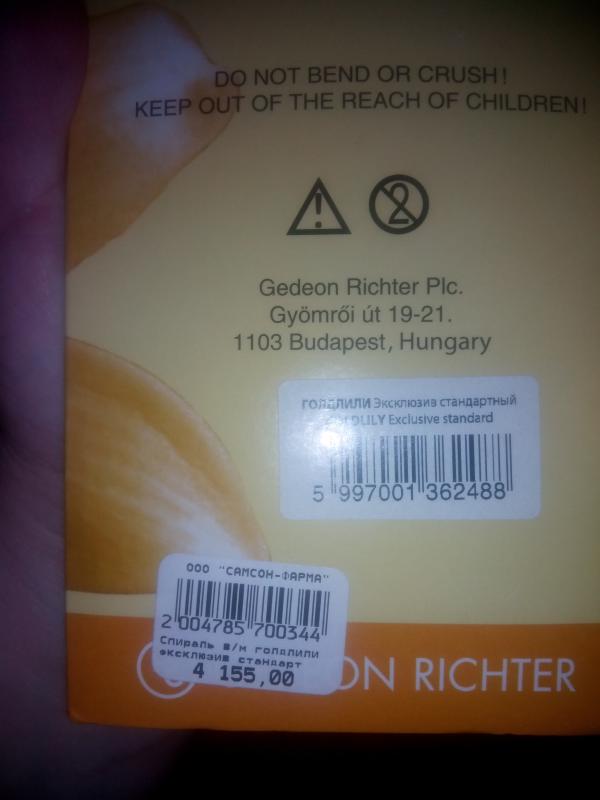 DO NOT BEND OR CRUSH!
KEEP OUT OF THE REACH OF CHILDREN!
2
Gedeon Richter Plc.
Gyömrői út 19-21.
1103 Budapest, Hungary
ГОЛДЛИЛИ Эксклюзив стандартный
LDLILY Exclusive standard
5 997001 362488
ООО "САМСОН-ФАРМА"
2 004785 700344
Спираль в/м голдлили
эксклюзив стандарт
4 155,00
ON RICHTER